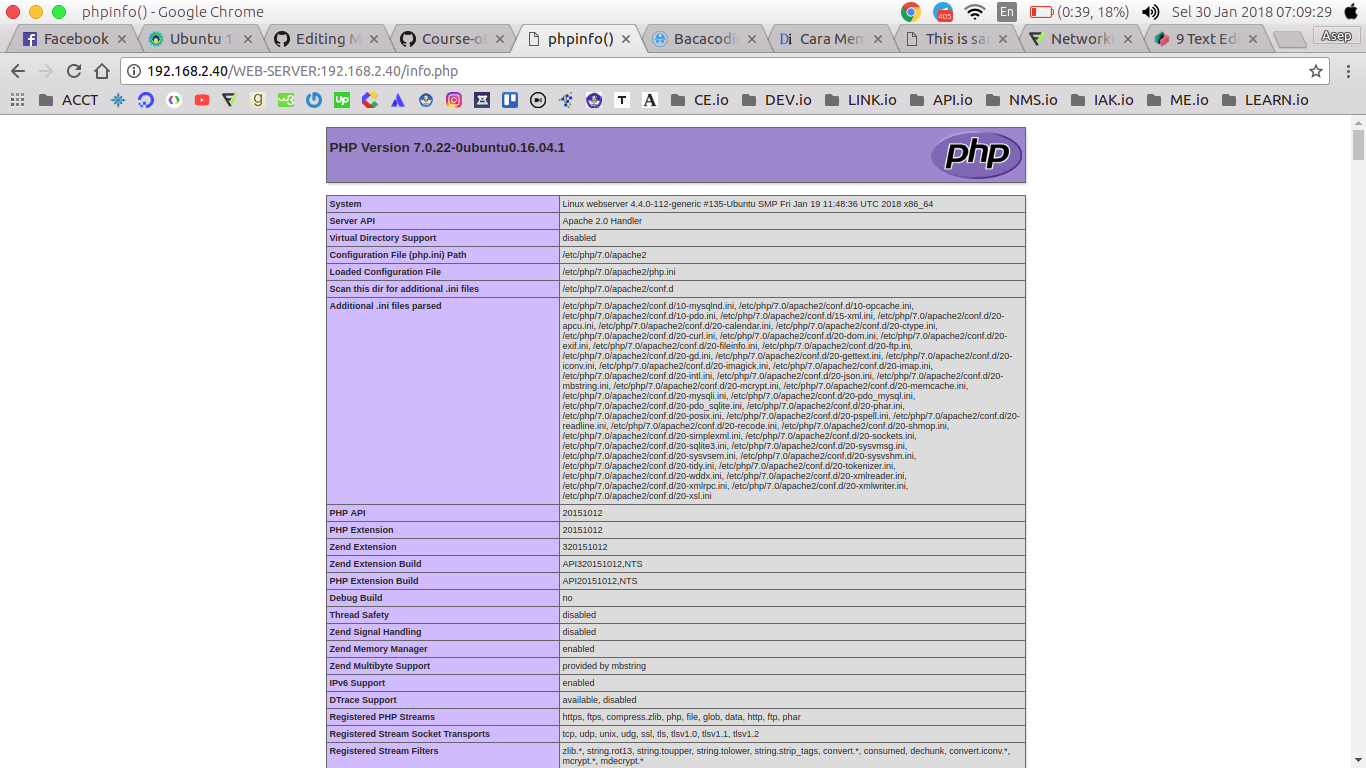 phpinfo() - Google Chrome
405
En
(0:39, 18%)
Sel 30 Jan 2018 07:09:29
Facebook
Ubuntu 1
Editing M
Course-o
phpinfo()
Bacacodi
Cara Mem
This is sa
Networki
9 Text Edi
Asep
192.168.2.40/WEB-SERVER:192.168.2.40/info.php
ACCT
CE.io
DEV.io
LINK.io
API.io
NMS.io
IAK.io
ME.io
LEARN.io
PHP Version 7.0.22-0ubuntu0.16.04.1
php
System Linux webserver 4.4.0-112-generic #135-Ubuntu SMP Fri Jan 19 11:48:36 UTC 2018 x86_64
Server API Apache 2.0 Handler
Virtual Directory Support disabled
Configuration File (php.ini) Path /etc/php/7.0/apache2
Loaded Configuration File /etc/php/7.0/apache2/php.ini
Scan this dir for additional .ini files /etc/php/7.0/apache2/conf.d
Additional .ini files parsed /etc/php/7.0/apache2/conf.d/10-mysqlnd.ini, /etc/php/7.0/apache2/conf.d/10-opcache.ini,
/etc/php/7.0/apache2/conf.d/10-pdo.ini, /etc/php/7.0/apache2/conf.d/15-xml.ini, /etc/php/7.0/apache2/conf.d/20-
apcu.ini, /etc/php/7.0/apache2/conf.d/20-calendar.ini, /etc/php/7.0/apache2/conf.d/20-ctype.ini,
/etc/php/7.0/apache2/conf.d/20-curl.ini, /etc/php/7.0/apache2/conf.d/20-dom.ini, /etc/php/7.0/apache2/conf.d/20-
exif.ini, /etc/php/7.0/apache2/conf.d/20-fileinfo.ini, /etc/php/7.0/apache2/conf.d/20-ftp.ini,
/etc/php/7.0/apache2/conf.d/20-gd.ini, /etc/php/7.0/apache2/conf.d/20-gettext.ini, /etc/php/7.0/apache2/conf.d/20-
iconv.ini, /etc/php/7.0/apache2/conf.d/20-imagick.ini, /etc/php/7.0/apache2/conf.d/20-imap.ini,
/etc/php/7.0/apache2/conf.d/20-intl.ini, /etc/php/7.0/apache2/conf.d/20-json.ini, /etc/php/7.0/apache2/conf.d/20-
mbstring.ini, /etc/php/7.0/apache2/conf.d/20-mcrypt.ini, /etc/php/7.0/apache2/conf.d/20-memcache.ini,
/etc/php/7.0/apache2/conf.d/20-mysqli.ini, /etc/php/7.0/apache2/conf.d/20-pdo_mysql.ini,
/etc/php/7.0/apache2/conf.d/20-pdo_sqlite.ini, /etc/php/7.0/apache2/conf.d/20-phar.ini,
/etc/php/7.0/apache2/conf.d/20-posix.ini, /etc/php/7.0/apache2/conf.d/20-pspell.ini, /etc/php/7.0/apache2/conf.d/20-
readline.ini, /etc/php/7.0/apache2/conf.d/20-recode.ini, /etc/php/7.0/apache2/conf.d/20-shmop.ini,
/etc/php/7.0/apache2/conf.d/20-simplexml.ini, /etc/php/7.0/apache2/conf.d/20-sockets.ini,
/etc/php/7.0/apache2/conf.d/20-sqlite3.ini, /etc/php/7.0/apache2/conf.d/20-sysvmsg.ini,
/etc/php/7.0/apache2/conf.d/20-sysvsem.ini, /etc/php/7.0/apache2/conf.d/20-sysvshm.ini,
/etc/php/7.0/apache2/conf.d/20-tidy.ini, /etc/php/7.0/apache2/conf.d/20-tokenizer.ini,
/etc/php/7.0/apache2/conf.d/20-wddx.ini, /etc/php/7.0/apache2/conf.d/20-xmlreader.ini,
/etc/php/7.0/apache2/conf.d/20-xmlrpc.ini, /etc/php/7.0/apache2/conf.d/20-xmlwriter.ini,
/etc/php/7.0/apache2/conf.d/20-xsl.ini
PHP API 20151012
PHP Extension 20151012
Zend Extension 320151012
Zend Extension Build API320151012,NTS
PHP Extension Build API20151012,NTS
Debug Build no
Thread Safety disabled
Zend Signal Handling disabled
Zend Memory Manager enabled
Zend Multibyte Support provided by mbstring
IPv6 Support enabled
DTrace Support available, disabled
Registered PHP Streams https, ftps, compress.zlib, php, file, glob, data, http, ftp, phar
Registered Stream Socket Transports tcp, udp, unix, udg, ssl, tls, tlsv1.0, tlsv1.1, tlsv1.2
Registered Stream Filters zlib.*, string.rot13, string.toupper, string.tolower, string.strip_tags, convert.*, consumed, dechunk, convert.iconv.*,
mcrypt.*, mdecrypt.*